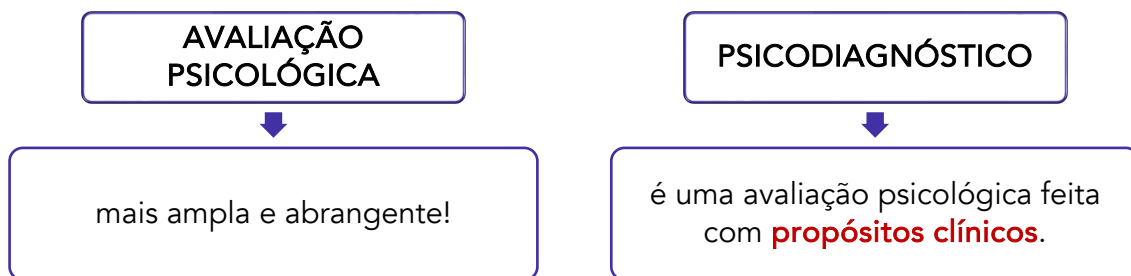 AVALIAÇÃO
PSICOLÓGICA
mais ampla e abrangente!
PSICODIAGNÓSTICO
é uma avaliação psicológica feita
com propósitos clínicos.